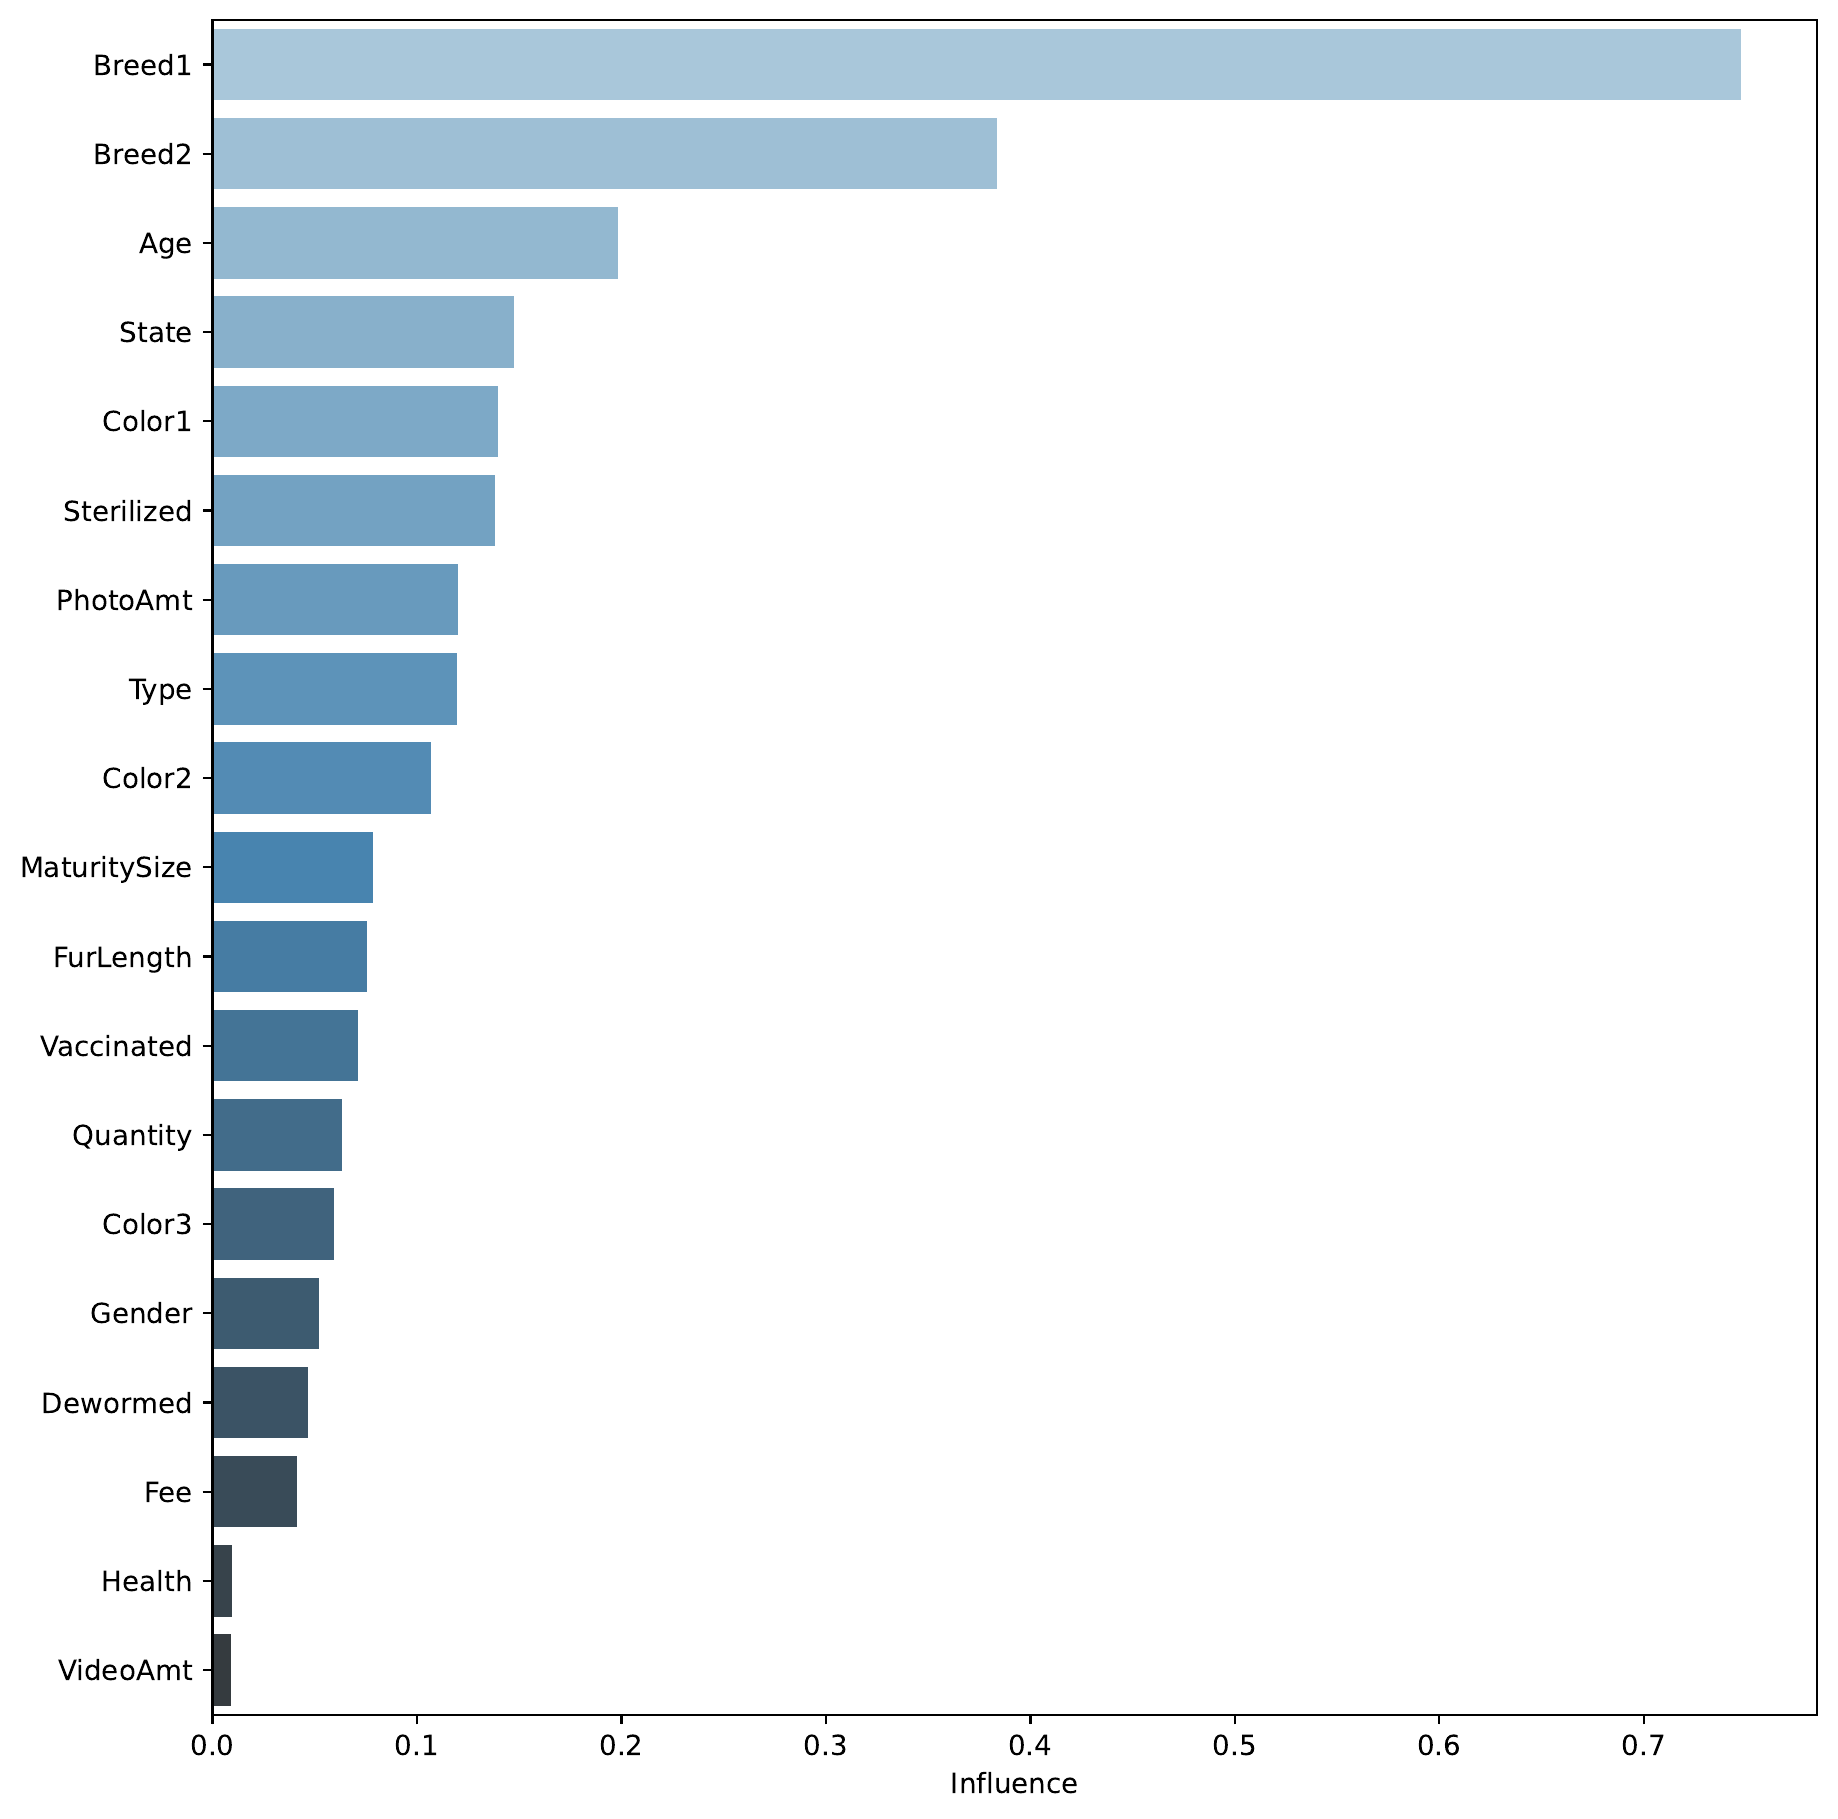 Breed1
Breed2
Age
State
Color1
Sterilized
PhotoAmt
Type
Color2
MaturitySize
FurLength
Vaccinated
Quantity
Color3
Gender
Dewormed
Fee
Health
VideoAmt
0.0 0.1 0.2 0.3 0.4 0.5 0.6 0.7
Influence